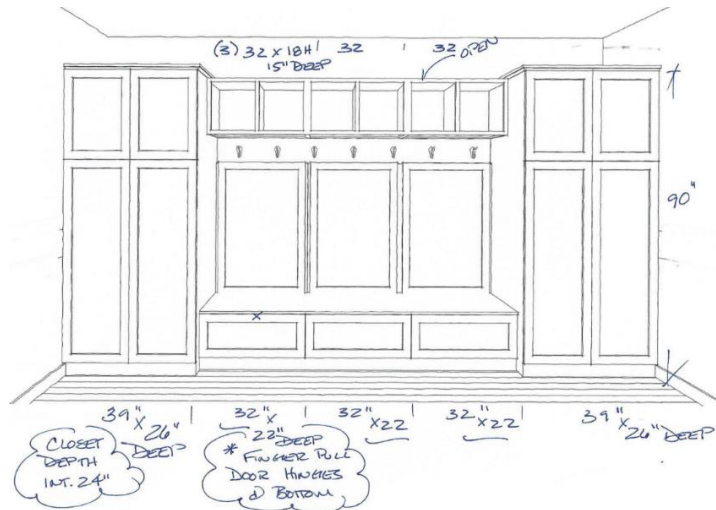 (3) 32 x 18H 32 32 OPEN
15" DEEP
90"
39" x 26" DEEP
32" x 22" DEEP
32" x 22
32" x 22
39" x 26" DEEP
CLOSET
DEPTH
INT. 24"
* FINGER PULL
DOOR HINGES
@ BOTTOM